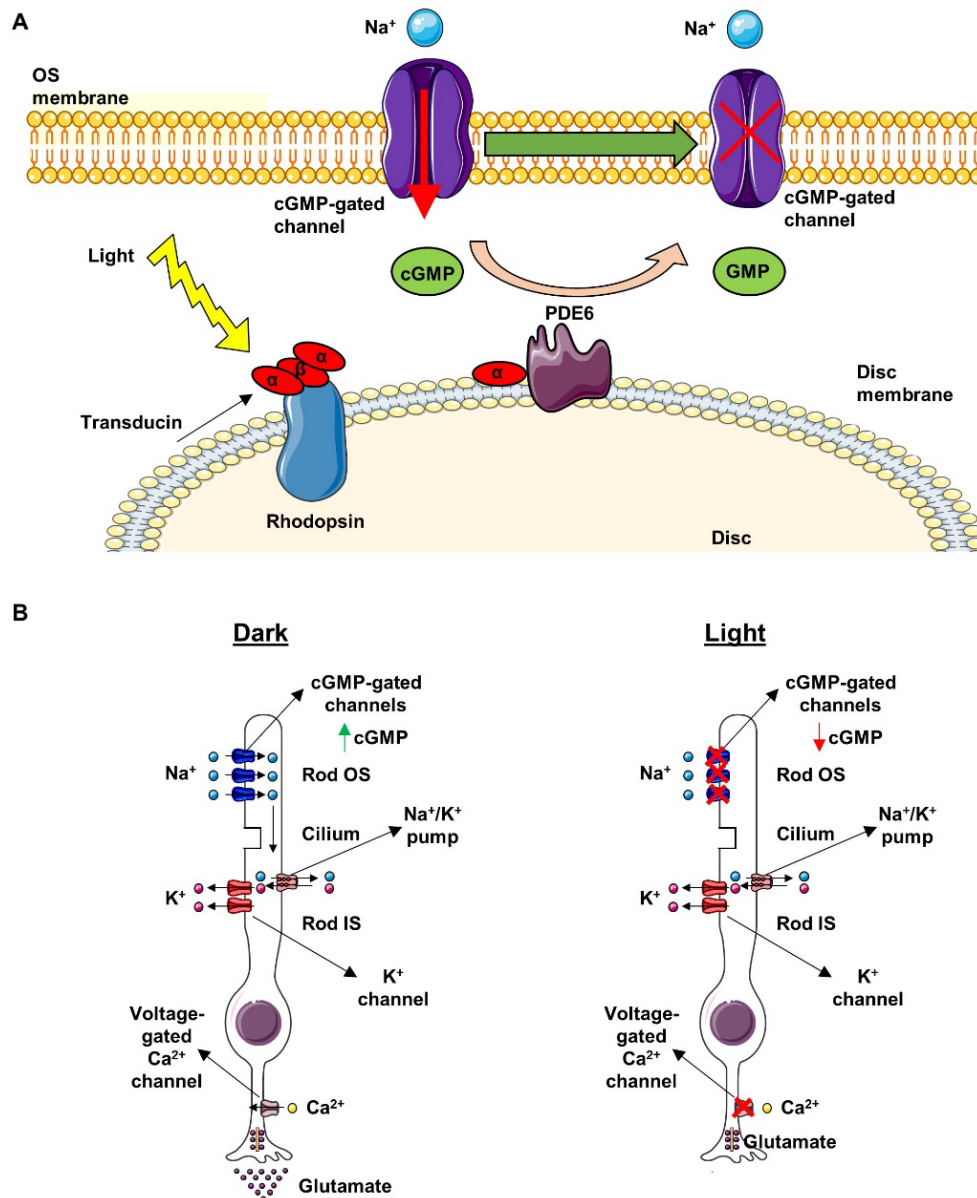 A
Na⁺
Na⁺
OS
membrane
cGMP-gated
channel
cGMP-gated
channel
Light
cGMP
GMP
PDE6
α
β
α
α
Disc
membrane
Transducin
Rhodopsin
Disc
B
Dark
cGMP-gated
channels
cGMP
Na⁺
Rod OS
Cilium
Na⁺/K⁺
pump
K⁺
Rod IS
K⁺
channel
Voltage-
gated
Ca²⁺
channel
Ca²⁺
Glutamate
Light
cGMP-gated
channels
cGMP
Na⁺
Rod OS
Cilium
Na⁺/K⁺
pump
K⁺
Rod IS
K⁺
channel
Voltage-
gated
Ca²⁺
channel
Ca²⁺
Glutamate